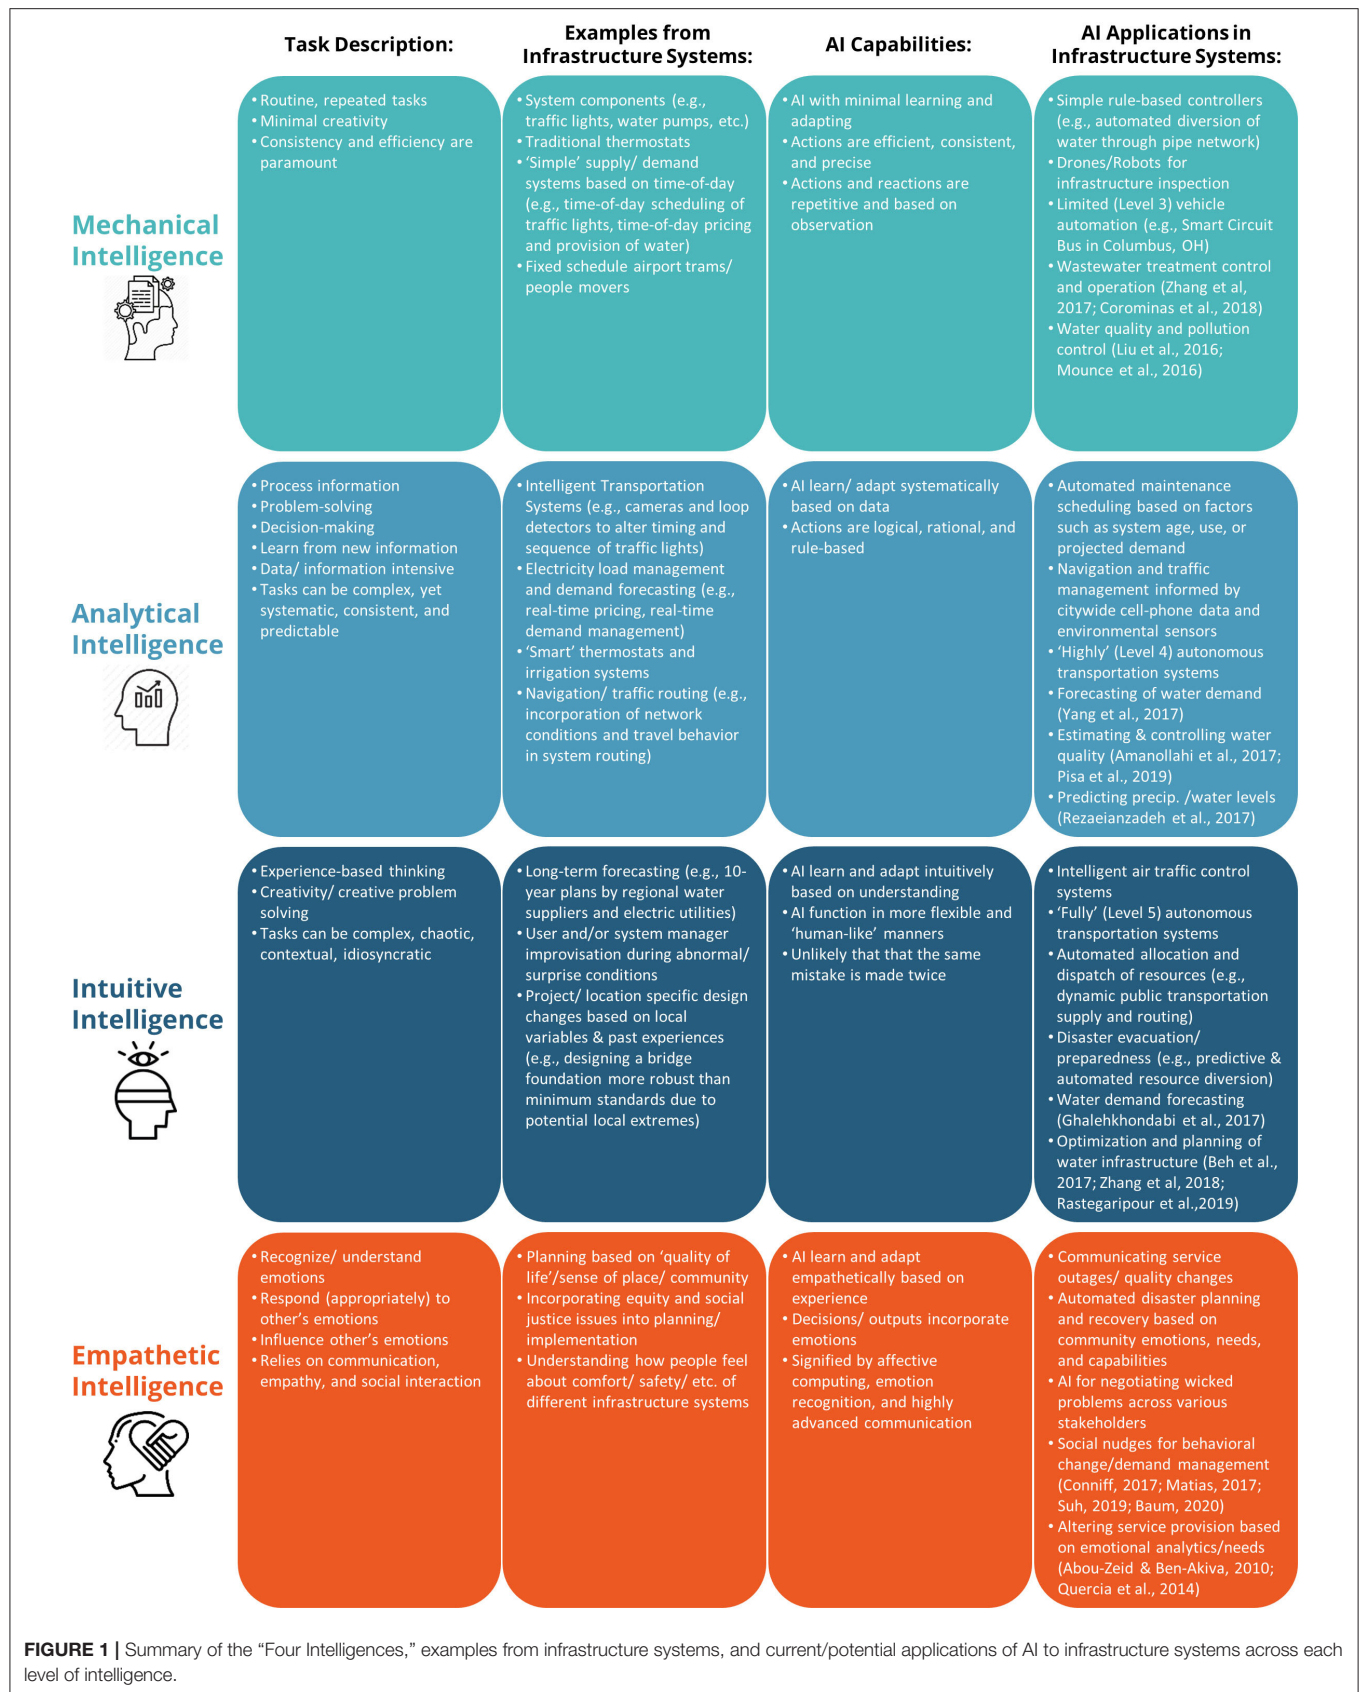 Task Description:
Examples from
Infrastructure Systems:
AI Capabilities:
AI Applications in
Infrastructure Systems:
Mechanical
Intelligence
• Routine, repeated tasks
• Minimal creativity
• Consistency and efficiency are
paramount
• System components (e.g.,
traffic lights, water pumps, etc.)
• Traditional thermostats
• ‘Simple’ supply/ demand
systems based on time-of-day
(e.g., time-of-day scheduling of
traffic lights, time-of-day pricing
and provision of water)
• Fixed schedule airport trams/
people movers
• AI with minimal learning and
adapting
• Actions are efficient, consistent,
and precise
• Actions and reactions are
repetitive and based on
observation
• Simple rule-based controllers
(e.g., automated diversion of
water through pipe network)
• Drones/Robots for
infrastructure inspection
• Limited (Level 3) vehicle
automation (e.g., Smart Circuit
Bus in Columbus, OH)
• Wastewater treatment control
and operation (Zhang et al,
2017; Corominas et al., 2018)
• Water quality and pollution
control (Liu et al., 2016;
Mounce et al., 2016)
Analytical
Intelligence
• Process information
• Problem-solving
• Decision-making
• Learn from new information
• Data/ information intensive
• Tasks can be complex, yet
systematic, consistent, and
predictable
• Intelligent Transportation
Systems (e.g., cameras and loop
detectors to alter timing and
sequence of traffic lights)
• Electricity load management
and demand forecasting (e.g.,
real-time pricing, real-time
demand management)
• ‘Smart’ thermostats and
irrigation systems
• Navigation/ traffic routing (e.g.,
incorporation of network
conditions and travel behavior
in system routing)
• AI learn/ adapt systematically
based on data
• Actions are logical, rational, and
rule-based
• Automated maintenance
scheduling based on factors
such as system age, use, or
projected demand
• Navigation and traffic
management informed by
citywide cell-phone data and
environmental sensors
• ‘Highly’ (Level 4) autonomous
transportation systems
• Forecasting of water demand
(Yang et al., 2017)
• Estimating & controlling water
quality (Amanollahi et al., 2017;
Pisa et al., 2019)
• Predicting precip. /water levels
(Rezaeianzadeh et al., 2017)
Intuitive
Intelligence
• Experience-based thinking
• Creativity/ creative problem
solving
• Tasks can be complex, chaotic,
contextual, idiosyncratic
• Long-term forecasting (e.g., 10-
year plans by regional water
suppliers and electric utilities)
• User and/or system manager
improvisation during abnormal/
surprise conditions
• Project/ location specific design
changes based on local
variables & past experiences
(e.g., designing a bridge
foundation more robust than
minimum standards due to
potential local extremes)
• AI learn and adapt intuitively
based on understanding
• AI function in more flexible and
‘human-like’ manners
• Unlikely that that the same
mistake is made twice
• Intelligent air traffic control
systems
• ‘Fully’ (Level 5) autonomous
transportation systems
• Automated allocation and
dispatch of resources (e.g.,
dynamic public transportation
supply and routing)
• Disaster evacuation/
preparedness (e.g., predictive &
automated resource diversion)
• Water demand forecasting
(Ghalehkhondabi et al., 2017)
• Optimization and planning of
water infrastructure (Beh et al.,
2017; Zhang et al, 2018;
Rastegaripour et al.,2019)
Empathetic
Intelligence
• Recognize/ understand
emotions
• Respond (appropriately) to
other’s emotions
• Influence other’s emotions
• Relies on communication,
empathy, and social interaction
• Planning based on ‘quality of
life’/sense of place/ community
• Incorporating equity and social
justice issues into planning/
implementation
• Understanding how people feel
about comfort/ safety/ etc. of
different infrastructure systems
• AI learn and adapt
empathetically based on
experience
• Decisions/ outputs incorporate
emotions
• Signified by affective
computing, emotion
recognition, and highly
advanced communication
• Communicating service
outages/ quality changes
• Automated disaster planning
and recovery based on
community emotions, needs,
and capabilities
• AI for negotiating wicked
problems across various
stakeholders
• Social nudges for behavioral
change/demand management
(Conniff, 2017; Matias, 2017;
Suh, 2019; Baum, 2020)
• Altering service provision based
on emotional analytics/needs
(Abou-Zeid & Ben-Akiva, 2010;
Quercia et al., 2014)
FIGURE 1 | Summary of the “Four Intelligences,” examples from infrastructure systems, and current/potential applications of AI to infrastructure systems across each
level of intelligence.